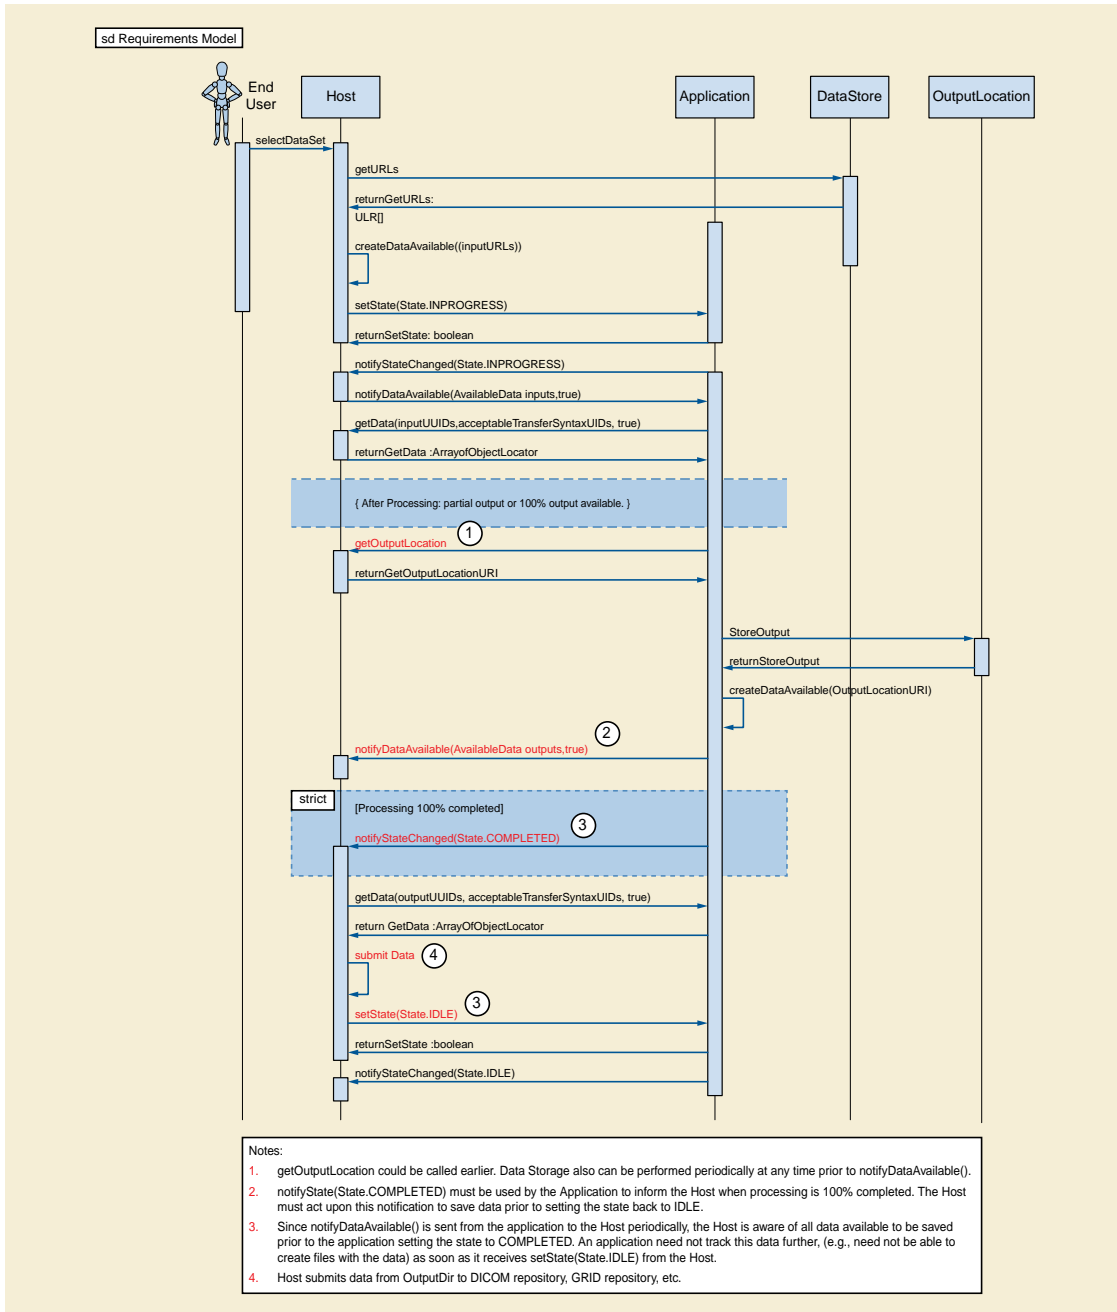 sd Requirements Model
End
User
Host
Application
DataStore
OutputLocation
selectDataSet
getURLs
returnGetURLs:
ULR[]
createDataAvailable((inputURLs))
setState(State.INPROGRESS)
returnSetState: boolean
notifyStateChanged(State.INPROGRESS)
notifyDataAvailable(AvailableData inputs,true)
getData(inputUUIDs,acceptableTransferSyntaxUIDs, true)
returnGetData :ArrayofObjectLocator
{ After Processing: partial output or 100% output available. }
1
getOutputLocation
returnGetOutputLocationURI
StoreOutput
returnStoreOutput
createDataAvailable(OutputLocationURI)
2
notifyDataAvailable(AvailableData outputs,true)
strict
[Processing 100% completed]
3
notifyStateChanged(State.COMPLETED)
getData(outputUUIDs, acceptableTransferSyntaxUIDs, true)
return GetData :ArrayOfObjectLocator
submit Data
4
3
setState(State.IDLE)
returnSetState :boolean
notifyStateChanged(State.IDLE)
Notes:
1. getOutputLocation could be called earlier. Data Storage also can be performed periodically at any time prior to notifyDataAvailable().
2. notifyState(State.COMPLETED) must be used by the Application to inform the Host when processing is 100% completed. The Host
must act upon this notification to save data prior to setting the state back to IDLE.
3. Since notifyDataAvailable() is sent from the application to the Host periodically, the Host is aware of all data available to be saved
prior to the application setting the state to COMPLETED. An application need not track this data further, (e.g., need not be able to
create files with the data) as soon as it receives setState(State.IDLE) from the Host.
4. Host submits data from OutputDir to DICOM repository, GRID repository, etc.